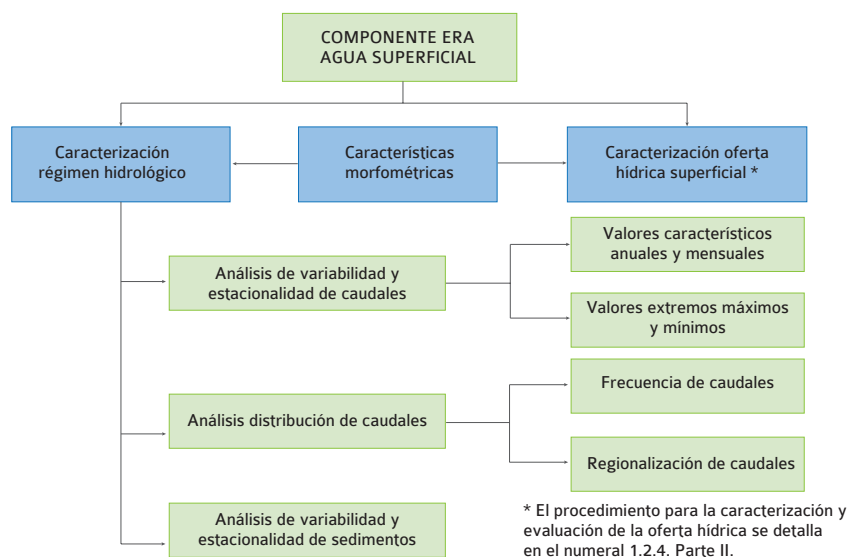 COMPONENTE ERA
AGUA SUPERFICIAL
Caracterización
régimen hidrológico
Características
morfométricas
Caracterización oferta
hídrica superficial *
Análisis de variabilidad y
estacionalidad de caudales
Valores característicos
anuales y mensuales
Valores extremos máximos
y mínimos
Análisis distribución de caudales
Frecuencia de caudales
Regionalización de caudales
Análisis de variabilidad y
estacionalidad de sedimentos
* El procedimiento para la caracterización y
evaluación de la oferta hídrica se detalla
en el numeral 1.2.4. Parte II.